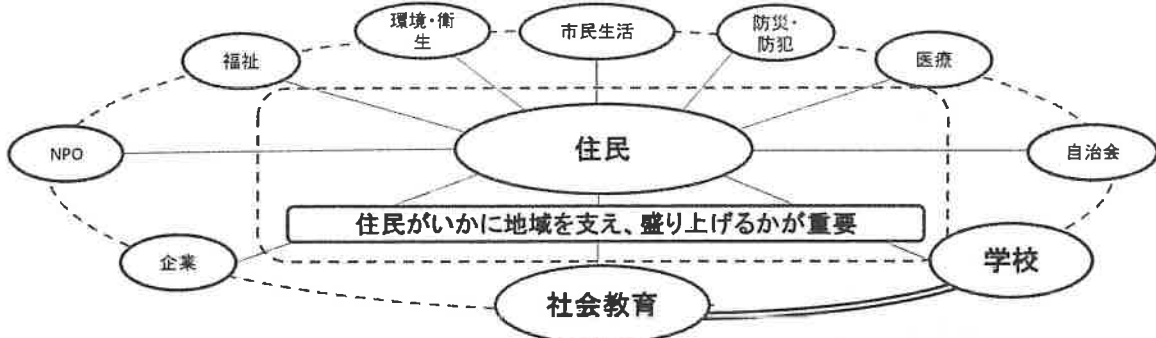 環境・衛
生
市民生活
防災・
防犯
福祉
医療
NPO
住民
自治会
住民がいかに地域を支え、盛り上げるかが重要
企業
社会教育
学校